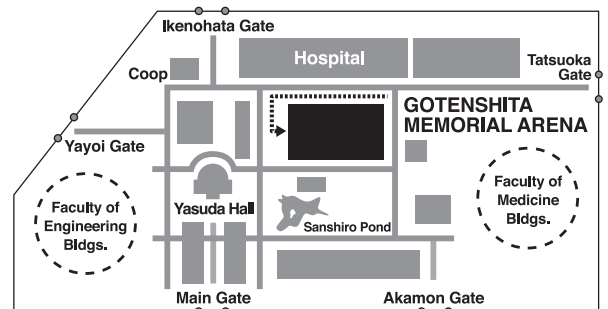 Ikenohata Gate
Hospital
Tatsuoka
Gate
Coop
GOTENSHITA
MEMORIAL ARENA
Yayoi Gate
Faculty of
Engineering
Bldgs.
Yasuda Hall
Sanshiro Pond
Faculty of
Medicine
Bldgs.
Main Gate
Akamon Gate